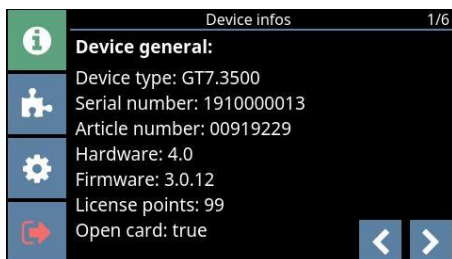 Device infos 1/6
Device general:
Device type: GT7.3500
Serial number: 1910000013
Article number: 00919229
Hardware: 4.0
Firmware: 3.0.12
License points: 99
Open card: true